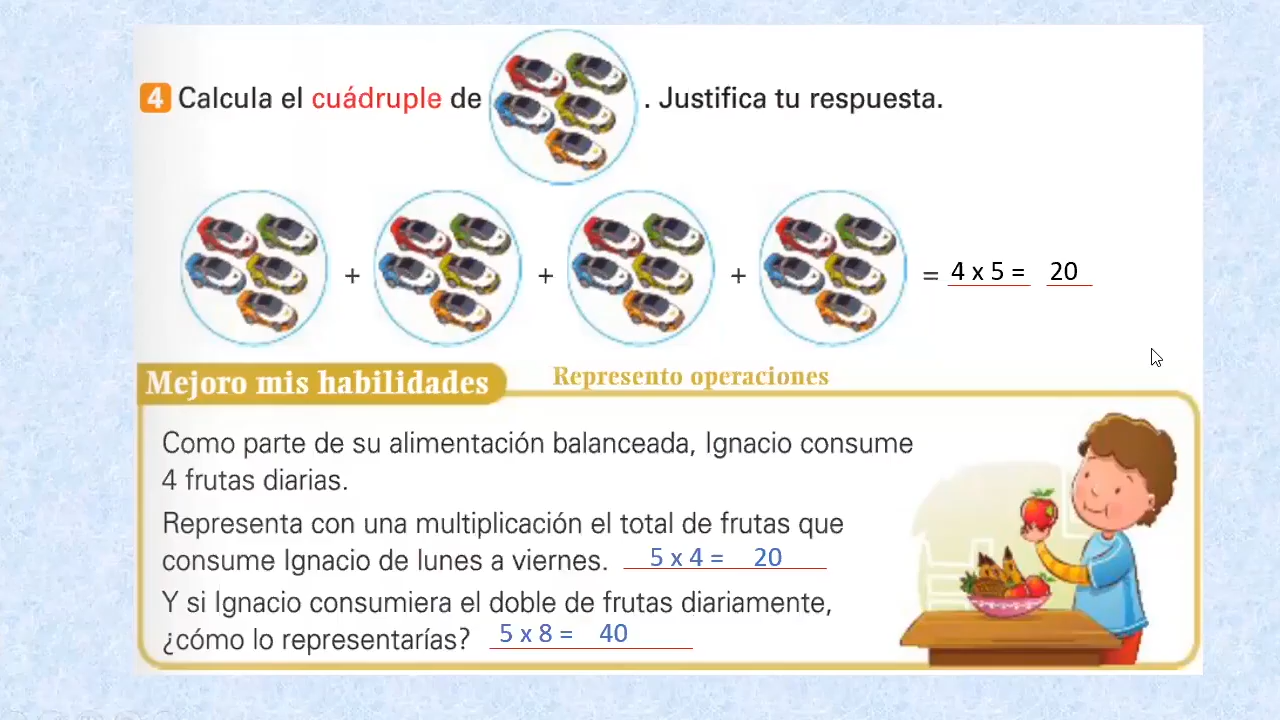 4 Calcula el cuádruple de . Justifica tu respuesta.
+ + + = 4 x 5 = 20
Mejoro mis habilidades
Represento operaciones
Como parte de su alimentación balanceada, Ignacio consume
4 frutas diarias.
Representa con una multiplicación el total de frutas que
consume Ignacio de lunes a viernes. 5 x 4 = 20
Y si Ignacio consumiera el doble de frutas diariamente,
¿cómo lo representarías? 5 x 8 = 40